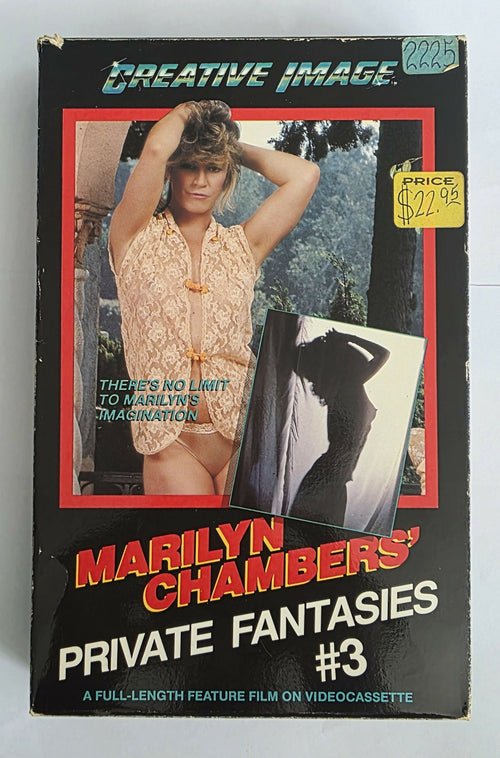 2225
CREATIVE IMAGE
PRICE
$22.95
THERE'S NO LIMIT
TO MARILYN'S
IMAGINATION
MARILYN
CHAMBERS'
PRIVATE FANTASIES
#3
A FULL-LENGTH FEATURE FILM ON VIDEOCASSETTE